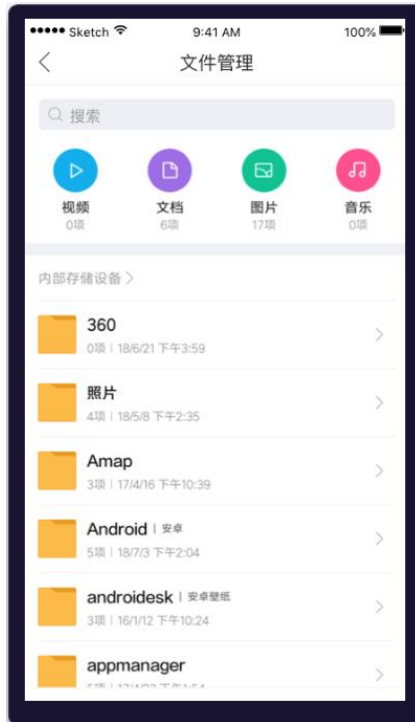 Sketch 9:41 AM 100%
文件管理
搜索
视频 文档 图片 音乐
0项 6项 17项 0项
内部存储设备
360
0项 | 18/6/21 下午3:59
照片
4项 | 18/5/8 下午2:35
Amap
3项 | 17/4/16 下午10:39
Android | 安卓
5项 | 18/7/3 下午2:04
androidesk | 安卓壁纸
3项 | 16/1/12 下午10:24
appmanager